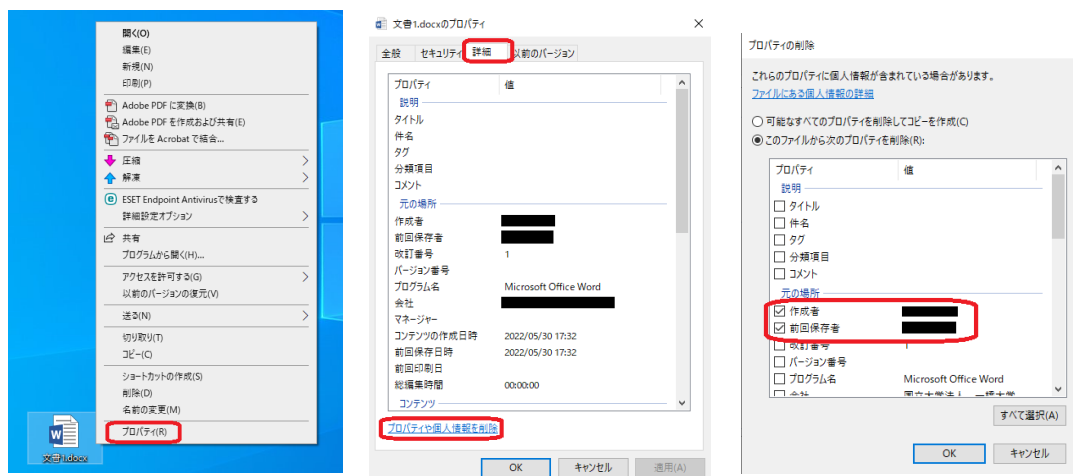 開く(O)
編集(E)
新規(N)
印刷(P)
Adobe PDF に変換(B)
Adobe PDF を作成および共有(E)
ファイルを Acrobat で結合...
圧縮
解凍
ESET Endpoint Antivirusで検査する
詳細設定オプション
共有
プログラムから開く(H)...
アクセスを許可する(G)
以前のバージョンの復元(V)
送る(N)
切り取り(T)
コピー(C)
ショートカットの作成(S)
削除(D)
名前の変更(M)
プロパティ(R)
文書1.docx
文書1.docxのプロパティ
全般 セキュリティ 詳細 以前のバージョン
プロパティ 値
説明
タイトル
件名
タグ
分類項目
コメント
元の場所
作成者
前回保存者
改訂番号 1
バージョン番号
プログラム名 Microsoft Office Word
会社
マネージャー
コンテンツの作成日時 2022/05/30 17:32
前回保存日時 2022/05/30 17:32
前回印刷日
総編集時間 00:00:00
コンテンツ
プロパティや個人情報を削除
OK キャンセル 適用(A)
プロパティの削除
これらのプロパティに個人情報が含まれている場合があります。
ファイルにある個人情報の詳細
可能なすべてのプロパティを削除してコピーを作成(C)
このファイルから次のプロパティを削除(R):
プロパティ 値
説明
タイトル
件名
タグ
分類項目
コメント
元の場所
作成者
前回保存者
改訂番号 1
バージョン番号
プログラム名 Microsoft Office Word
会社 国立大学法人 一橋大学
すべて選択(A)
OK キャンセル